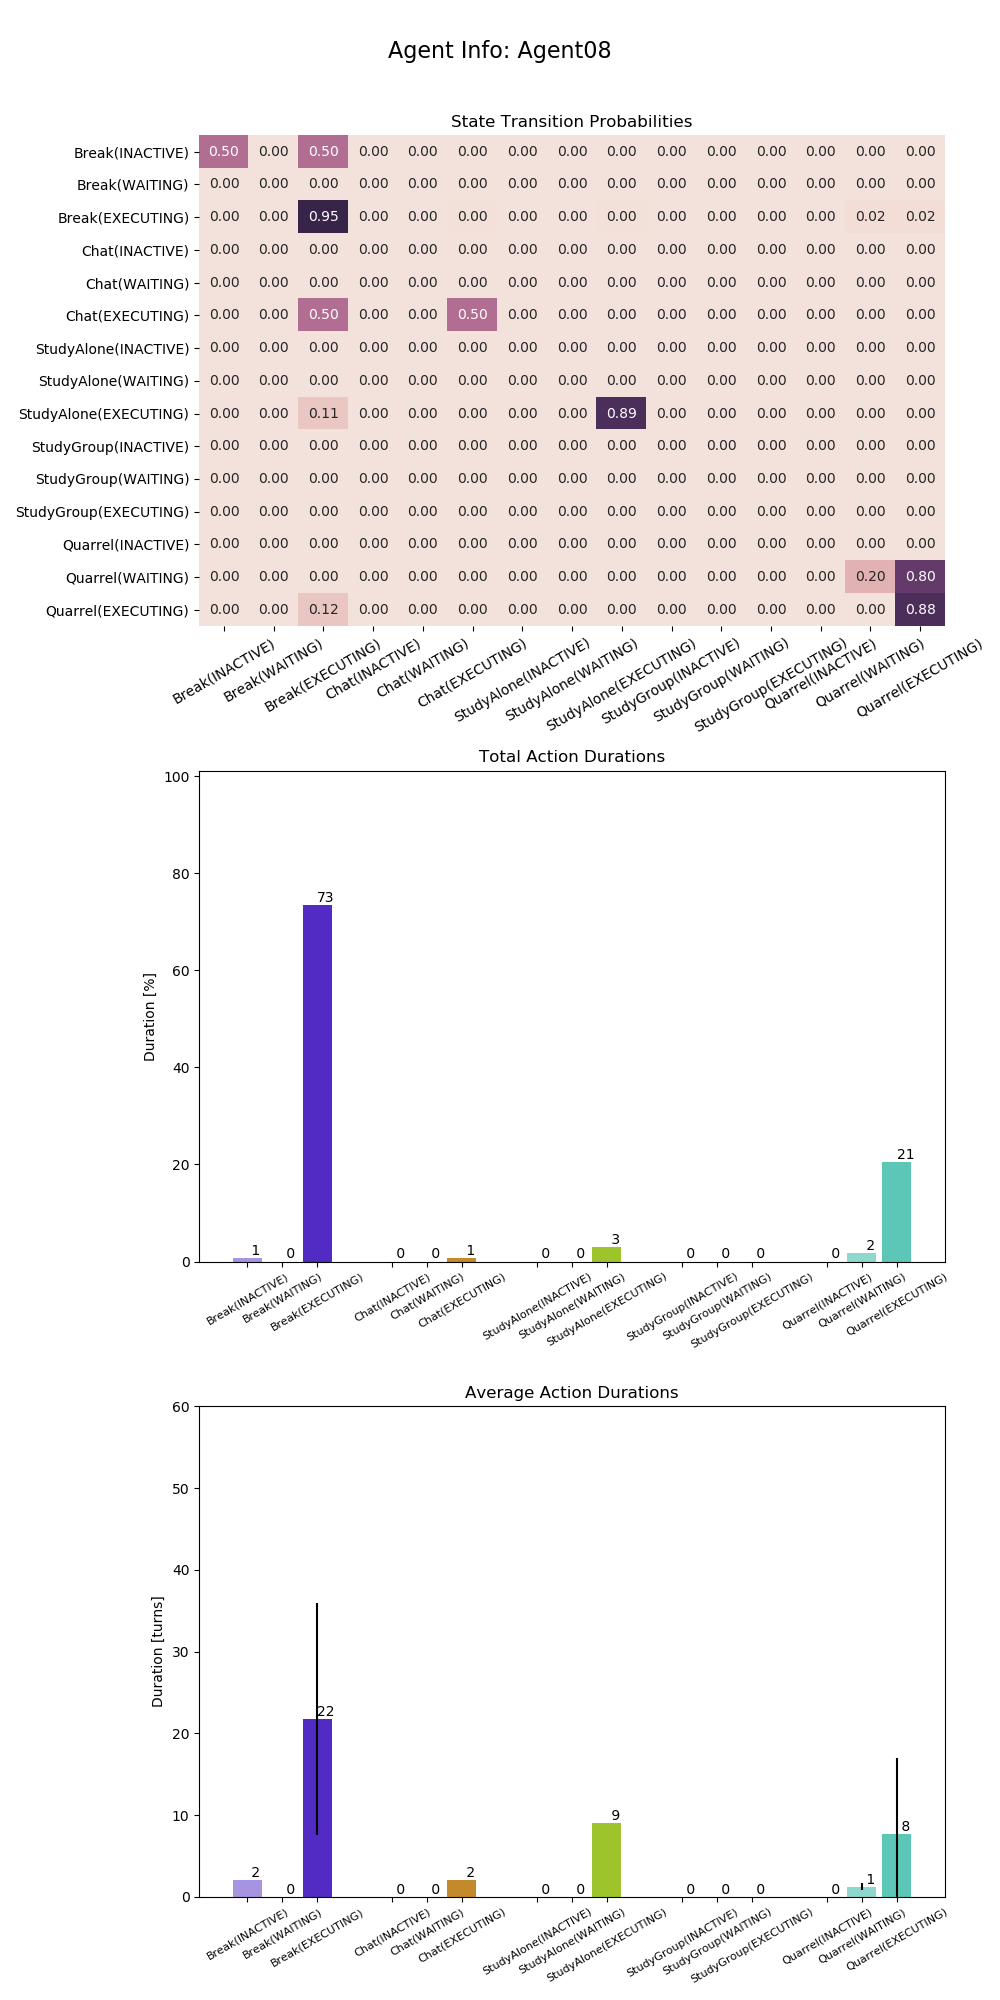 Agent Info: Agent08
State Transition Probabilities
Break(INACTIVE) 0.50 0.00 0.50 0.00 0.00 0.00 0.00 0.00 0.00 0.00 0.00 0.00 0.00 0.00 0.00
Break(WAITING) 0.00 0.00 0.00 0.00 0.00 0.00 0.00 0.00 0.00 0.00 0.00 0.00 0.00 0.00 0.00
Break(EXECUTING) 0.00 0.00 0.95 0.00 0.00 0.00 0.00 0.00 0.00 0.00 0.00 0.00 0.00 0.02 0.02
Chat(INACTIVE) 0.00 0.00 0.00 0.00 0.00 0.00 0.00 0.00 0.00 0.00 0.00 0.00 0.00 0.00 0.00
Chat(WAITING) 0.00 0.00 0.00 0.00 0.00 0.00 0.00 0.00 0.00 0.00 0.00 0.00 0.00 0.00 0.00
Chat(EXECUTING) 0.00 0.00 0.50 0.00 0.00 0.50 0.00 0.00 0.00 0.00 0.00 0.00 0.00 0.00 0.00
StudyAlone(INACTIVE) 0.00 0.00 0.00 0.00 0.00 0.00 0.00 0.00 0.00 0.00 0.00 0.00 0.00 0.00 0.00
StudyAlone(WAITING) 0.00 0.00 0.00 0.00 0.00 0.00 0.00 0.00 0.00 0.00 0.00 0.00 0.00 0.00 0.00
StudyAlone(EXECUTING) 0.00 0.00 0.11 0.00 0.00 0.00 0.00 0.00 0.89 0.00 0.00 0.00 0.00 0.00 0.00
StudyGroup(INACTIVE) 0.00 0.00 0.00 0.00 0.00 0.00 0.00 0.00 0.00 0.00 0.00 0.00 0.00 0.00 0.00
StudyGroup(WAITING) 0.00 0.00 0.00 0.00 0.00 0.00 0.00 0.00 0.00 0.00 0.00 0.00 0.00 0.00 0.00
StudyGroup(EXECUTING) 0.00 0.00 0.00 0.00 0.00 0.00 0.00 0.00 0.00 0.00 0.00 0.00 0.00 0.00 0.00
Quarrel(INACTIVE) 0.00 0.00 0.00 0.00 0.00 0.00 0.00 0.00 0.00 0.00 0.00 0.00 0.00 0.00 0.00
Quarrel(WAITING) 0.00 0.00 0.00 0.00 0.00 0.00 0.00 0.00 0.00 0.00 0.00 0.00 0.00 0.20 0.80
Quarrel(EXECUTING) 0.00 0.00 0.12 0.00 0.00 0.00 0.00 0.00 0.00 0.00 0.00 0.00 0.00 0.00 0.88
Break(INACTIVE) Break(WAITING) Break(EXECUTING) Chat(INACTIVE) Chat(WAITING) Chat(EXECUTING) StudyAlone(INACTIVE) StudyAlone(WAITING) StudyAlone(EXECUTING) StudyGroup(INACTIVE) StudyGroup(WAITING) StudyGroup(EXECUTING) Quarrel(INACTIVE) Quarrel(WAITING) Quarrel(EXECUTING)
Total Action Durations
Duration [%]
100
80
60
40
20
0
1 0 73 0 0 1 0 0 3 0 0 0 0 2 21
Break(INACTIVE) Break(WAITING) Break(EXECUTING) Chat(INACTIVE) Chat(WAITING) Chat(EXECUTING) StudyAlone(INACTIVE) StudyAlone(WAITING) StudyAlone(EXECUTING) StudyGroup(INACTIVE) StudyGroup(WAITING) StudyGroup(EXECUTING) Quarrel(INACTIVE) Quarrel(WAITING) Quarrel(EXECUTING)
Average Action Durations
Duration [turns]
60
50
40
30
20
10
0
2 0 22 0 0 2 0 0 9 0 0 0 0 1 8
Break(INACTIVE) Break(WAITING) Break(EXECUTING) Chat(INACTIVE) Chat(WAITING) Chat(EXECUTING) StudyAlone(INACTIVE) StudyAlone(WAITING) StudyAlone(EXECUTING) StudyGroup(INACTIVE) StudyGroup(WAITING) StudyGroup(EXECUTING) Quarrel(INACTIVE) Quarrel(WAITING) Quarrel(EXECUTING)